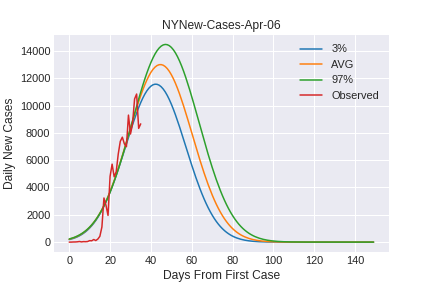 NYNew-Cases-Apr-06
14000
12000
10000
8000
6000
4000
2000
0
Daily New Cases
3%
AVG
97%
Observed
0 20 40 60 80 100 120 140
Days From First Case